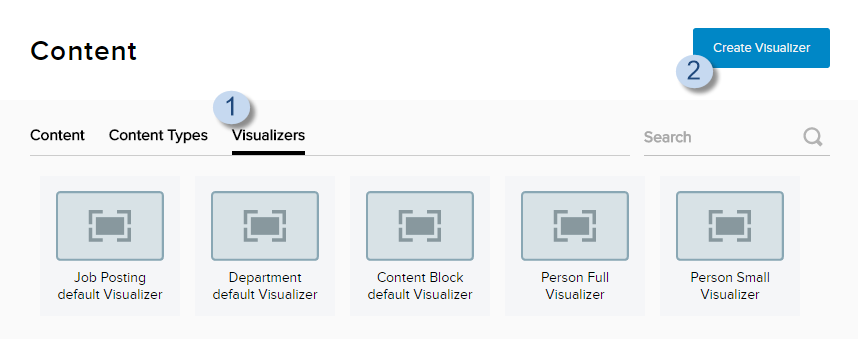 Content
Create Visualizer
2
1
Content Content Types Visualizers Search
Job Posting
default Visualizer
Department
default Visualizer
Content Block
default Visualizer
Person Full
Visualizer
Person Small
Visualizer